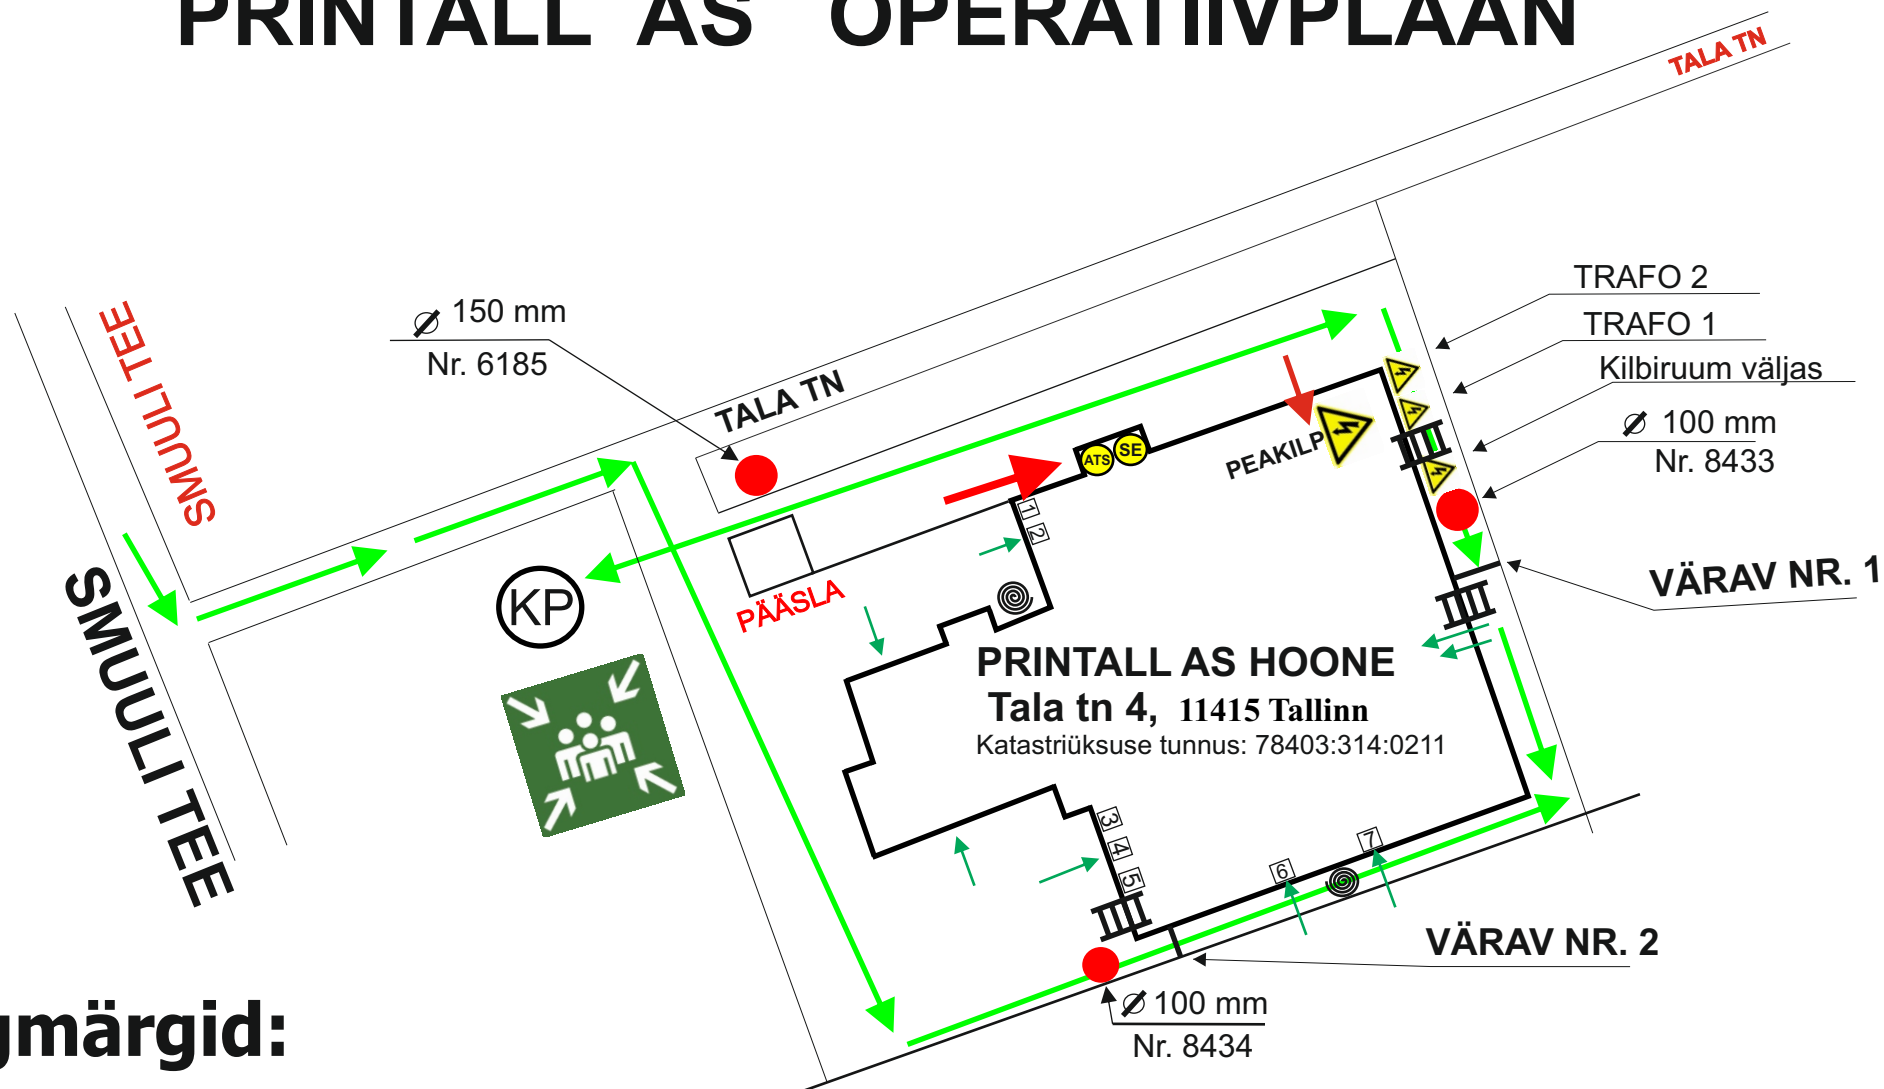 PRINTALL AS OPERATIIVPLAAN
TALA TN
TRAFO 2
TRAFO 1
Kilbiruum väljas
⌀ 100 mm
Nr. 8433
⌀ 150 mm
Nr. 6185
SMUULI TEE
TALA TN
ATS
SE
PEAKILP
1
2
KP
PÄÄSLA
VÄRAV NR. 1
SMUULI TEE
PRINTALL AS HOONE
Tala tn 4, 11415 Tallinn
Katastriüksuse tunnus: 78403:314:0211
3
4
5
6
7
VÄRAV NR. 2
⌀ 100 mm
Nr. 8434
gmärgid: